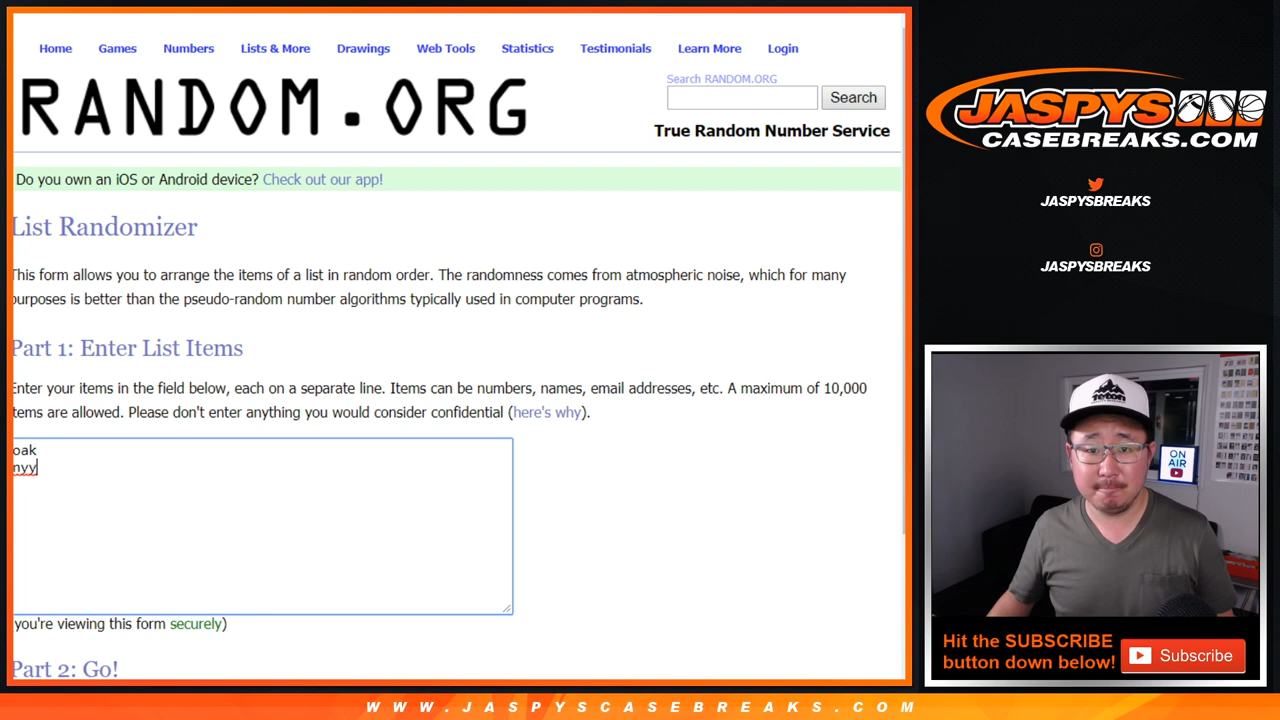 Home Games Numbers Lists & More Drawings Web Tools Statistics Testimonials Learn More Login
RANDOM.ORG
Search RANDOM.ORG
Search
True Random Number Service
Do you own an iOS or Android device? Check out our app!
List Randomizer
This form allows you to arrange the items of a list in random order. The randomness comes from atmospheric noise, which for many
purposes is better than the pseudo-random number algorithms typically used in computer programs.
Part 1: Enter List Items
Enter your items in the field below, each on a separate line. Items can be numbers, names, email addresses, etc. A maximum of 10,000
items are allowed. Please don't enter anything you would consider confidential (here's why).
oak
nyy
you're viewing this form securely)
Part 2: Go!
JASPYS
CASEBREAKS.COM
JASPYSBREAKS
JASPYSBREAKS
teton
ON
AIR
Hit the SUBSCRIBE
button down below!
Subscribe
WWW.JASPYSCASEBREAKS.COM